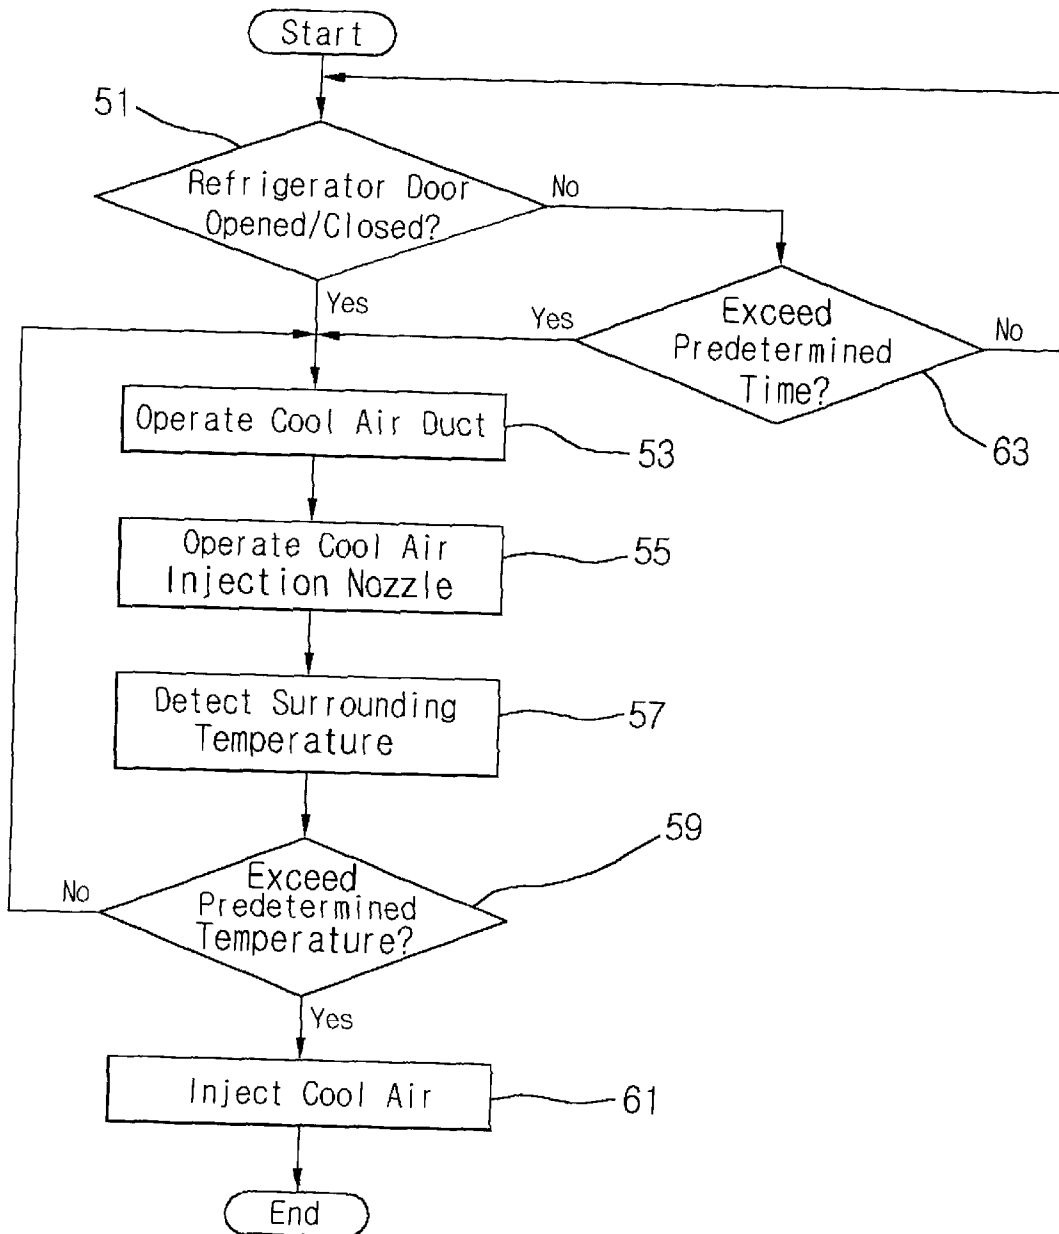 Start
51
Refrigerator Door
Opened/Closed?
No
Yes
Exceed
Predetermined
Time?
Yes
No
63
Operate Cool Air Duct
53
Operate Cool Air
Injection Nozzle
55
Detect Surrounding
Temperature
57
59
Exceed
Predetermined
Temperature?
No
Yes
Inject Cool Air
61
End